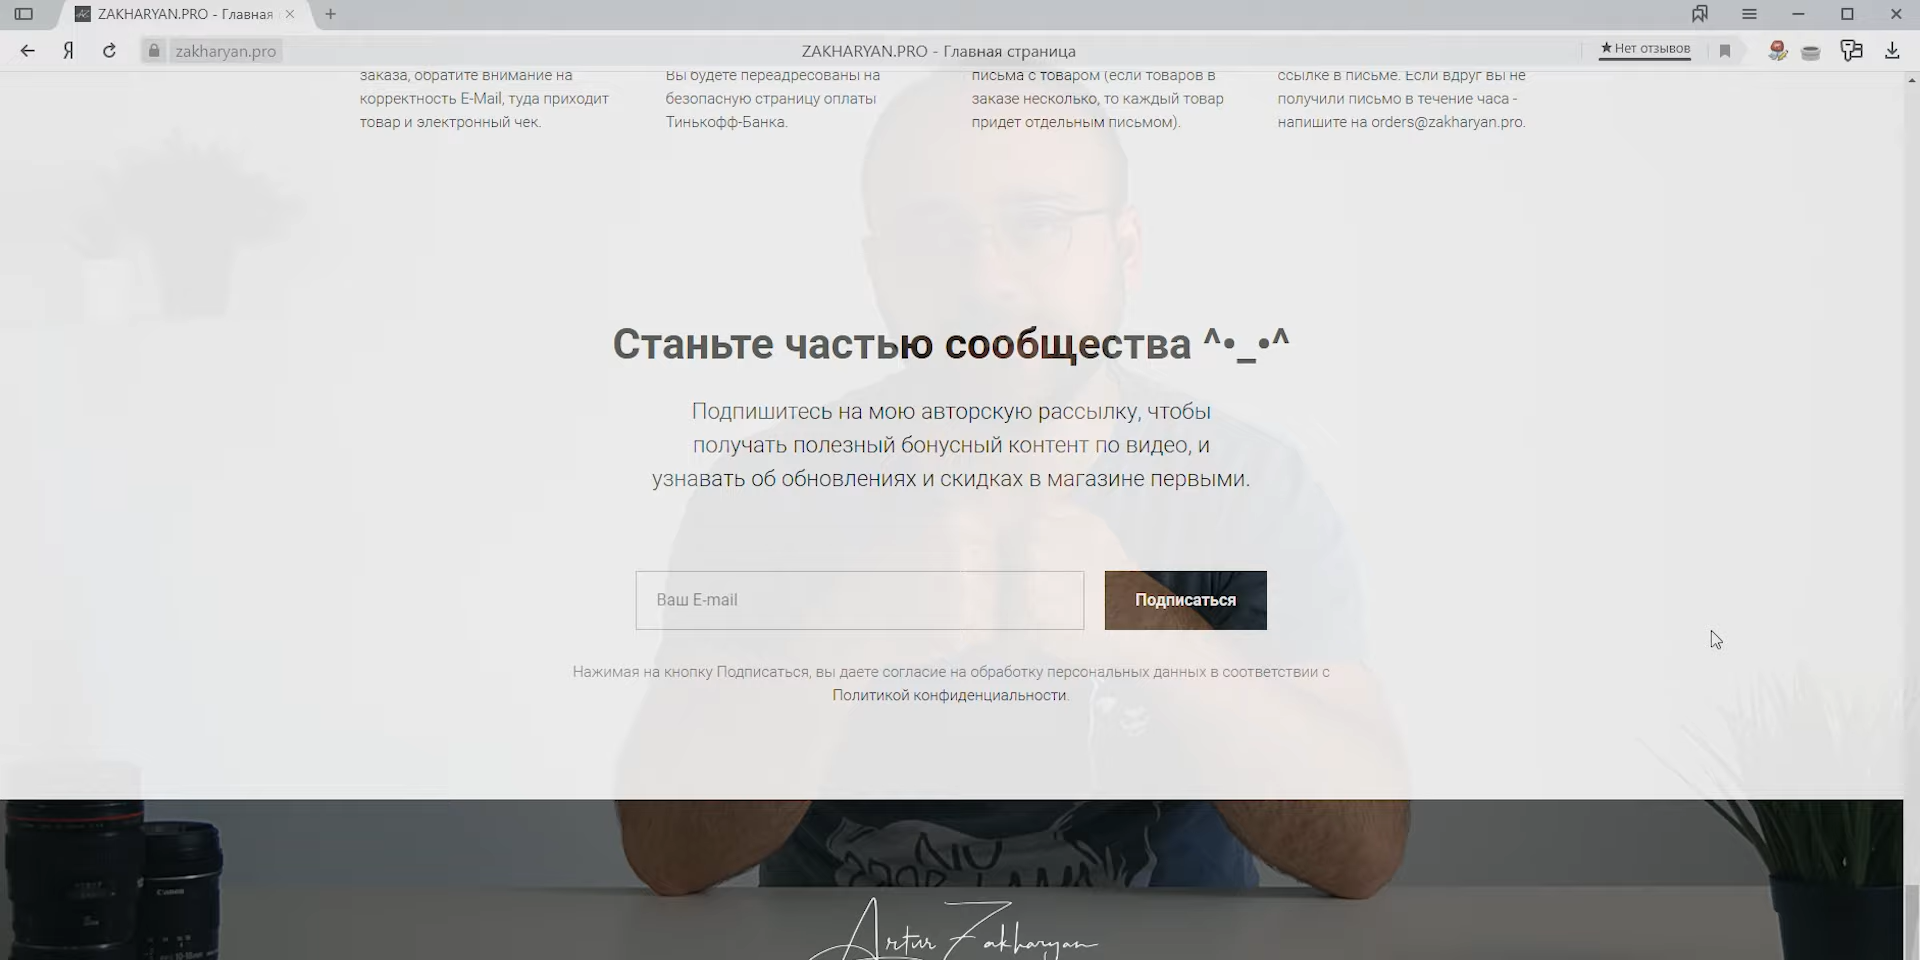 ZAKHARYAN.PRO - Главная
zakharyan.pro
ZAKHARYAN.PRO - Главная страница
★ Нет отзывов
заказа, обратите внимание на
корректность E-Mail, туда приходит
товар и электронный чек.
Вы будете переадресованы на
безопасную страницу оплаты
Тинькофф-Банка.
письма с товаром (если товаров в
заказе несколько, то каждый товар
придет отдельным письмом).
ссылке в письме. Если вдруг вы не
получили письмо в течение часа -
напишите на orders@zakharyan.pro.
Станьте частью сообщества ^•_•^
Подпишитесь на мою авторскую рассылку, чтобы
получать полезный бонусный контент по видео, и
узнавать об обновлениях и скидках в магазине первыми.
Ваш E-mail
Подписаться
Нажимая на кнопку Подписаться, вы даете согласие на обработку персональных данных в соответствии с
Политикой конфиденциальности.
Canon
Artur Zakharyan